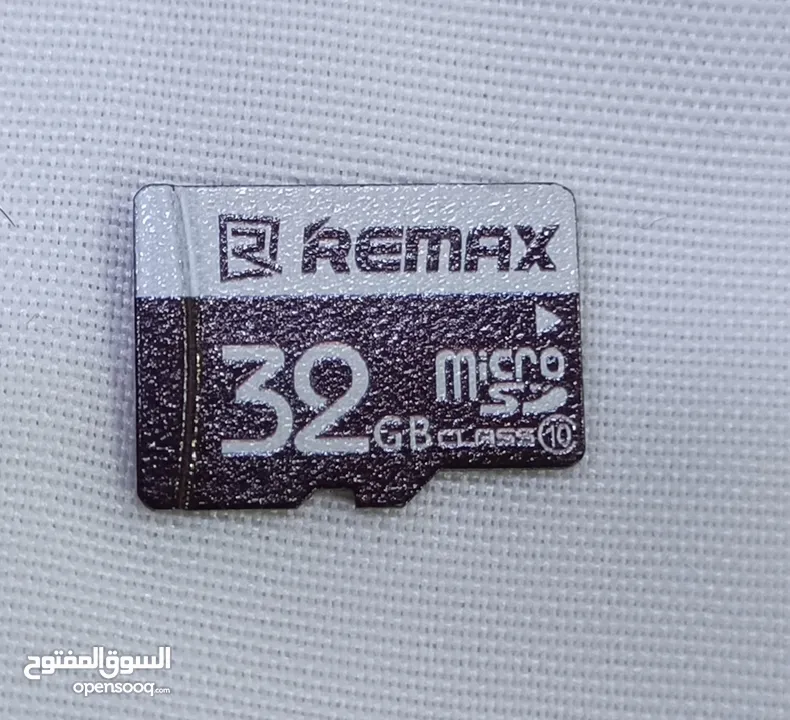 REMAX
micro
SD
32 GB CLASS 10
السوق المفتوح
opensooq.com